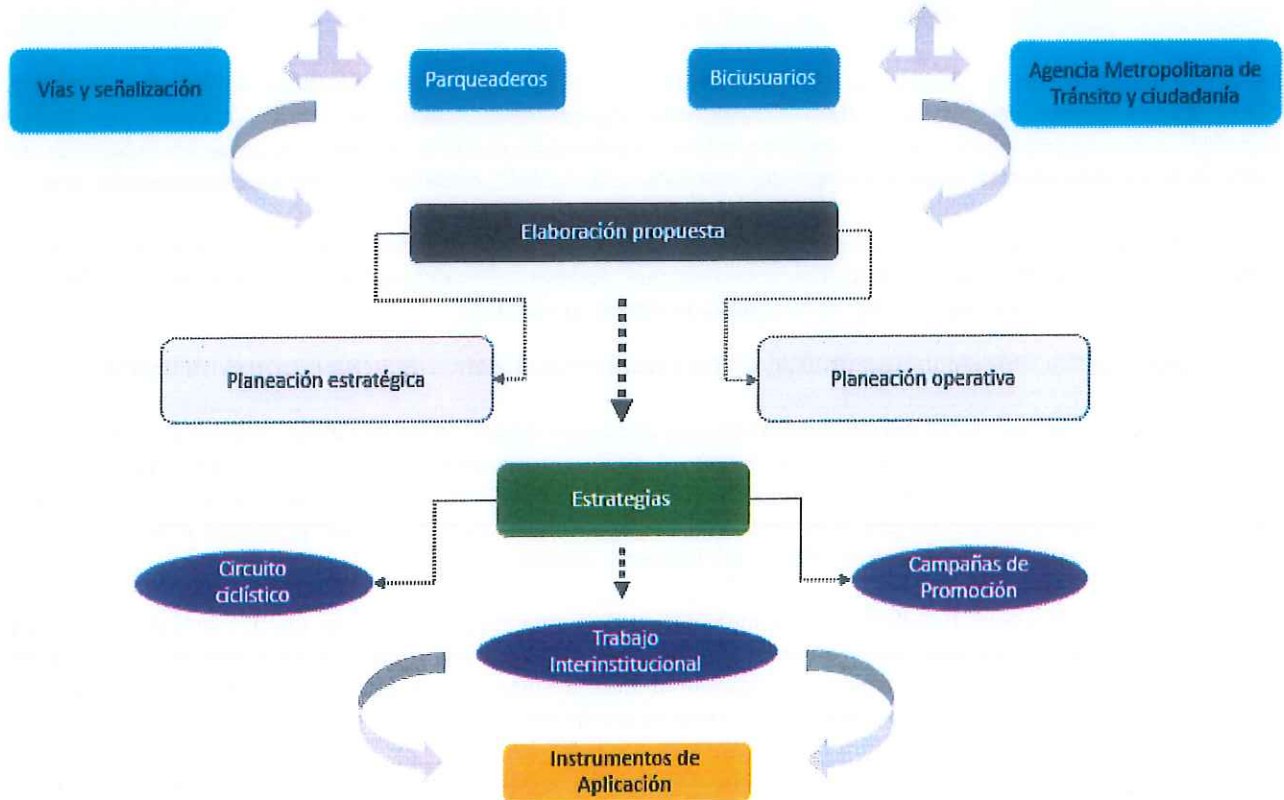 Vías y señalización
Parqueaderos
Biciusuarios
Agencia Metropolitana de
Tránsito y ciudadanía
Elaboración propuesta
Planeación estratégica
Planeación operativa
Estrategias
Circuito
ciclístico
Campañas de
Promoción
Trabajo
Interinstitucional
Instrumentos de
Aplicación